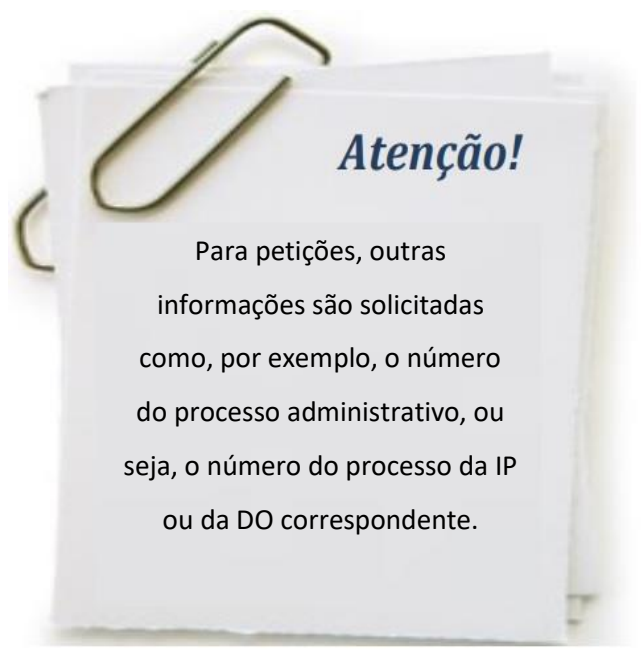 Atenção!
Para petições, outras
informações são solicitadas
como, por exemplo, o número
do processo administrativo, ou
seja, o número do processo da IP
ou da DO correspondente.